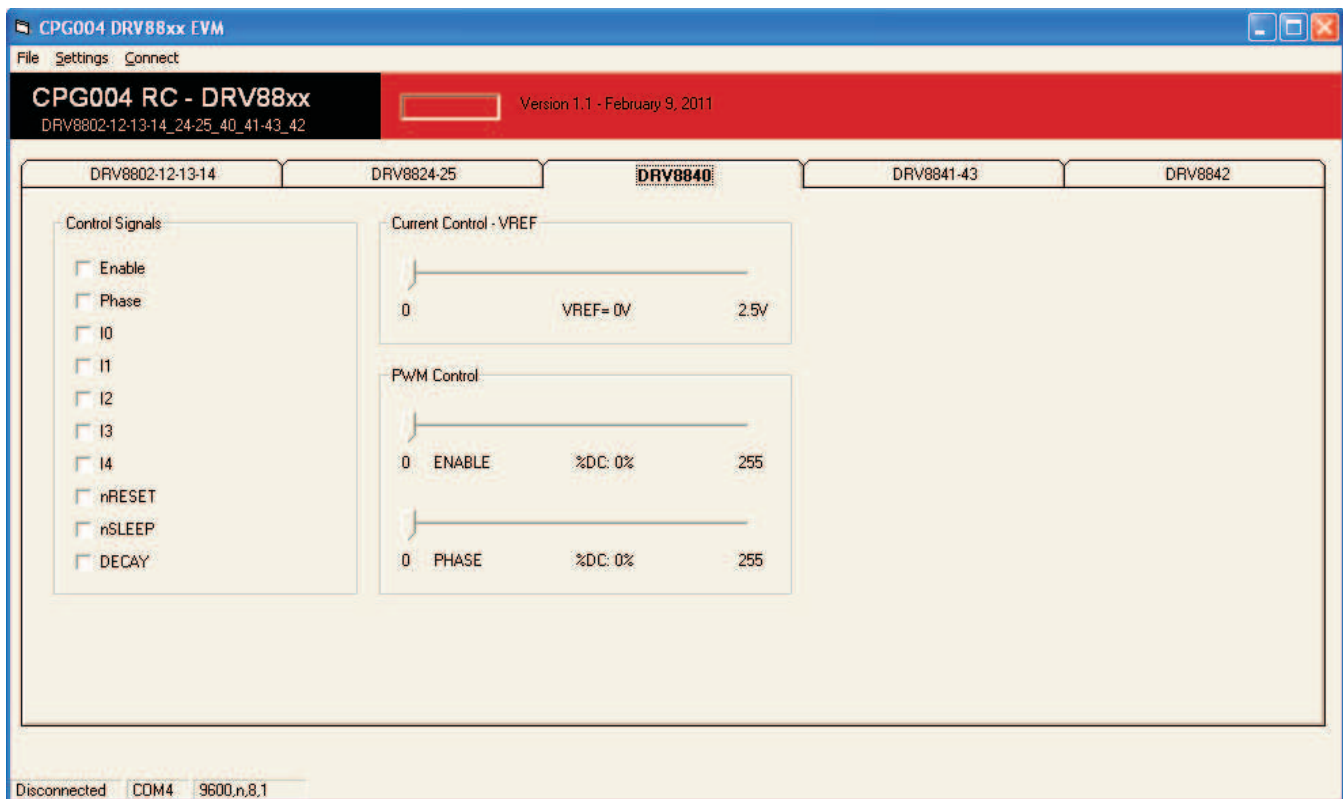 CPG004 DRV88xx EVM
File Settings Connect
CPG004 RC - DRV88xx
DRV8802-12-13-14_24-25_40_41-43_42
Version 1.1 - February 9, 2011
DRV8802-12-13-14 DRV8824-25 DRV8840 DRV8841-43 DRV8842
Control Signals
Enable
Phase
I0
I1
I2
I3
I4
nRESET
nSLEEP
DECAY
Current Control - VREF
0 VREF= 0V 2.5V
PWM Control
0 ENABLE %DC: 0% 255
0 PHASE %DC: 0% 255
Disconnected COM4 9600,n,8,1